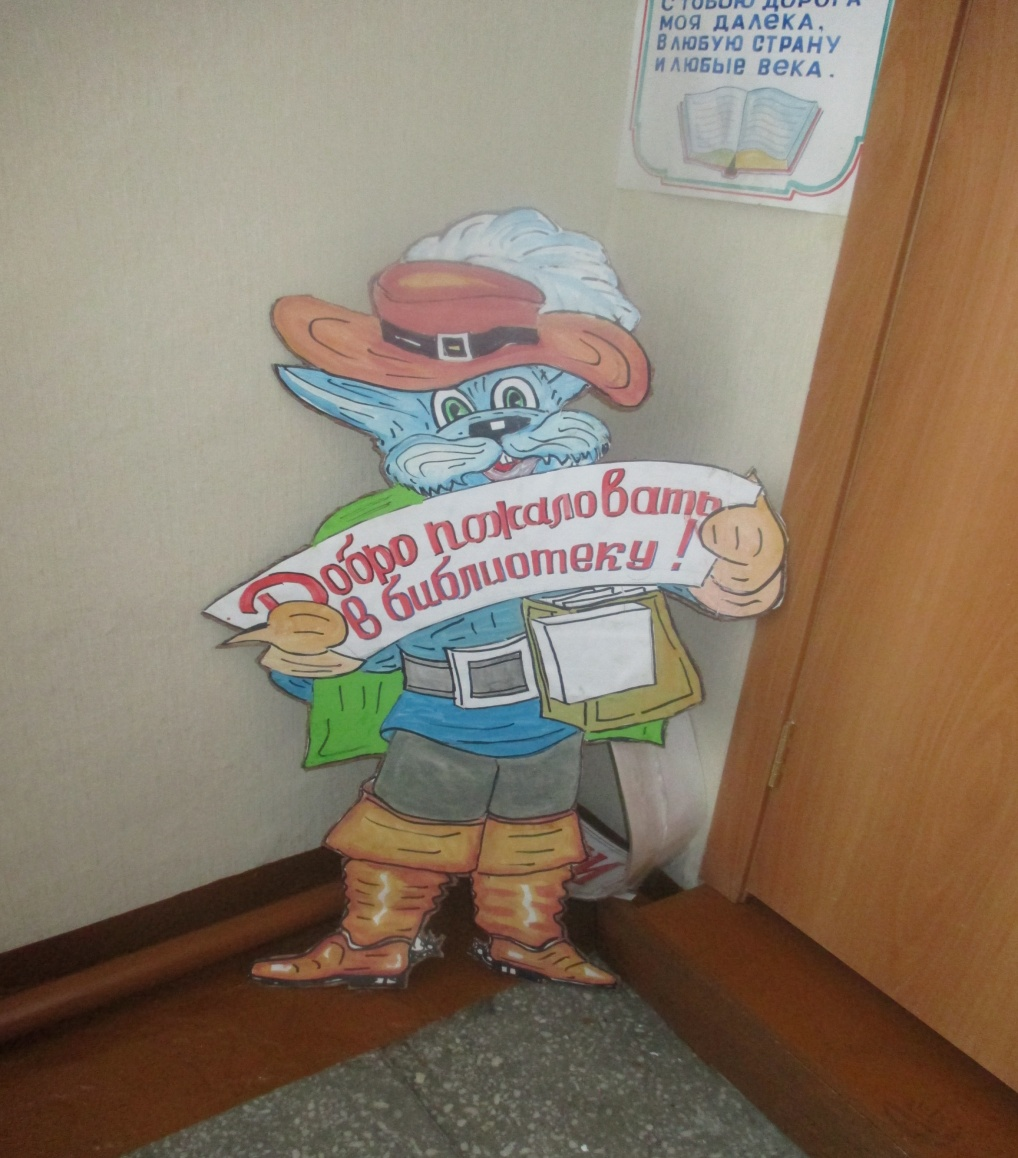 С ТОБОЮ ДОРОГА
МОЯ ДАЛЕКА,
В ЛЮБУЮ СТРАНУ
И ЛЮБЫЕ ВЕКА.
Добро пожаловать
в библиотеку!